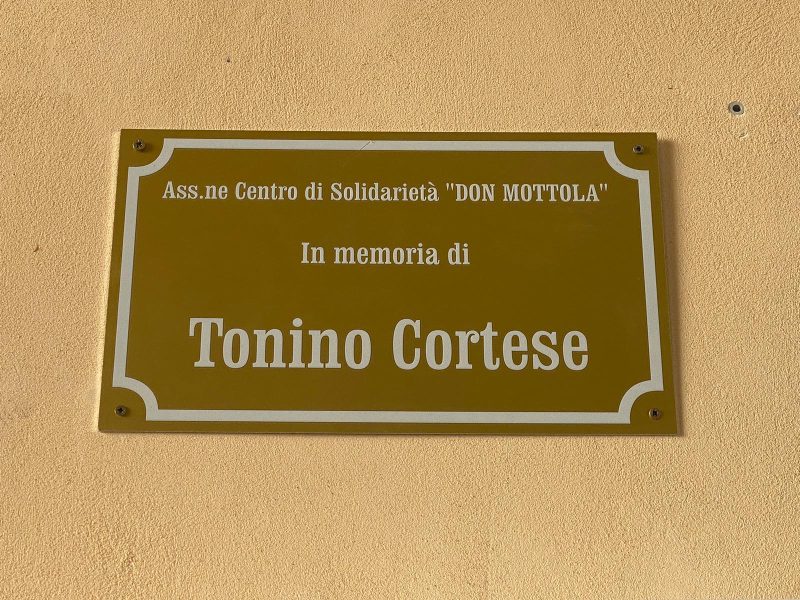 Ass.ne Centro di Solidarietà "DON MOTTOLA"
In memoria di
Tonino Cortese